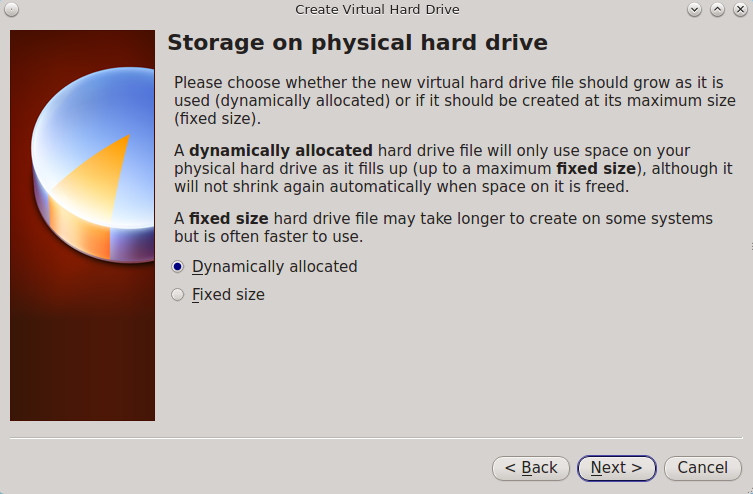 Create Virtual Hard Drive
Storage on physical hard drive
Please choose whether the new virtual hard drive file should grow as it is
used (dynamically allocated) or if it should be created at its maximum size
(fixed size).
A dynamically allocated hard drive file will only use space on your
physical hard drive as it fills up (up to a maximum fixed size), although it
will not shrink again automatically when space on it is freed.
A fixed size hard drive file may take longer to create on some systems
but is often faster to use.
Dynamically allocated
Fixed size
< Back Next > Cancel